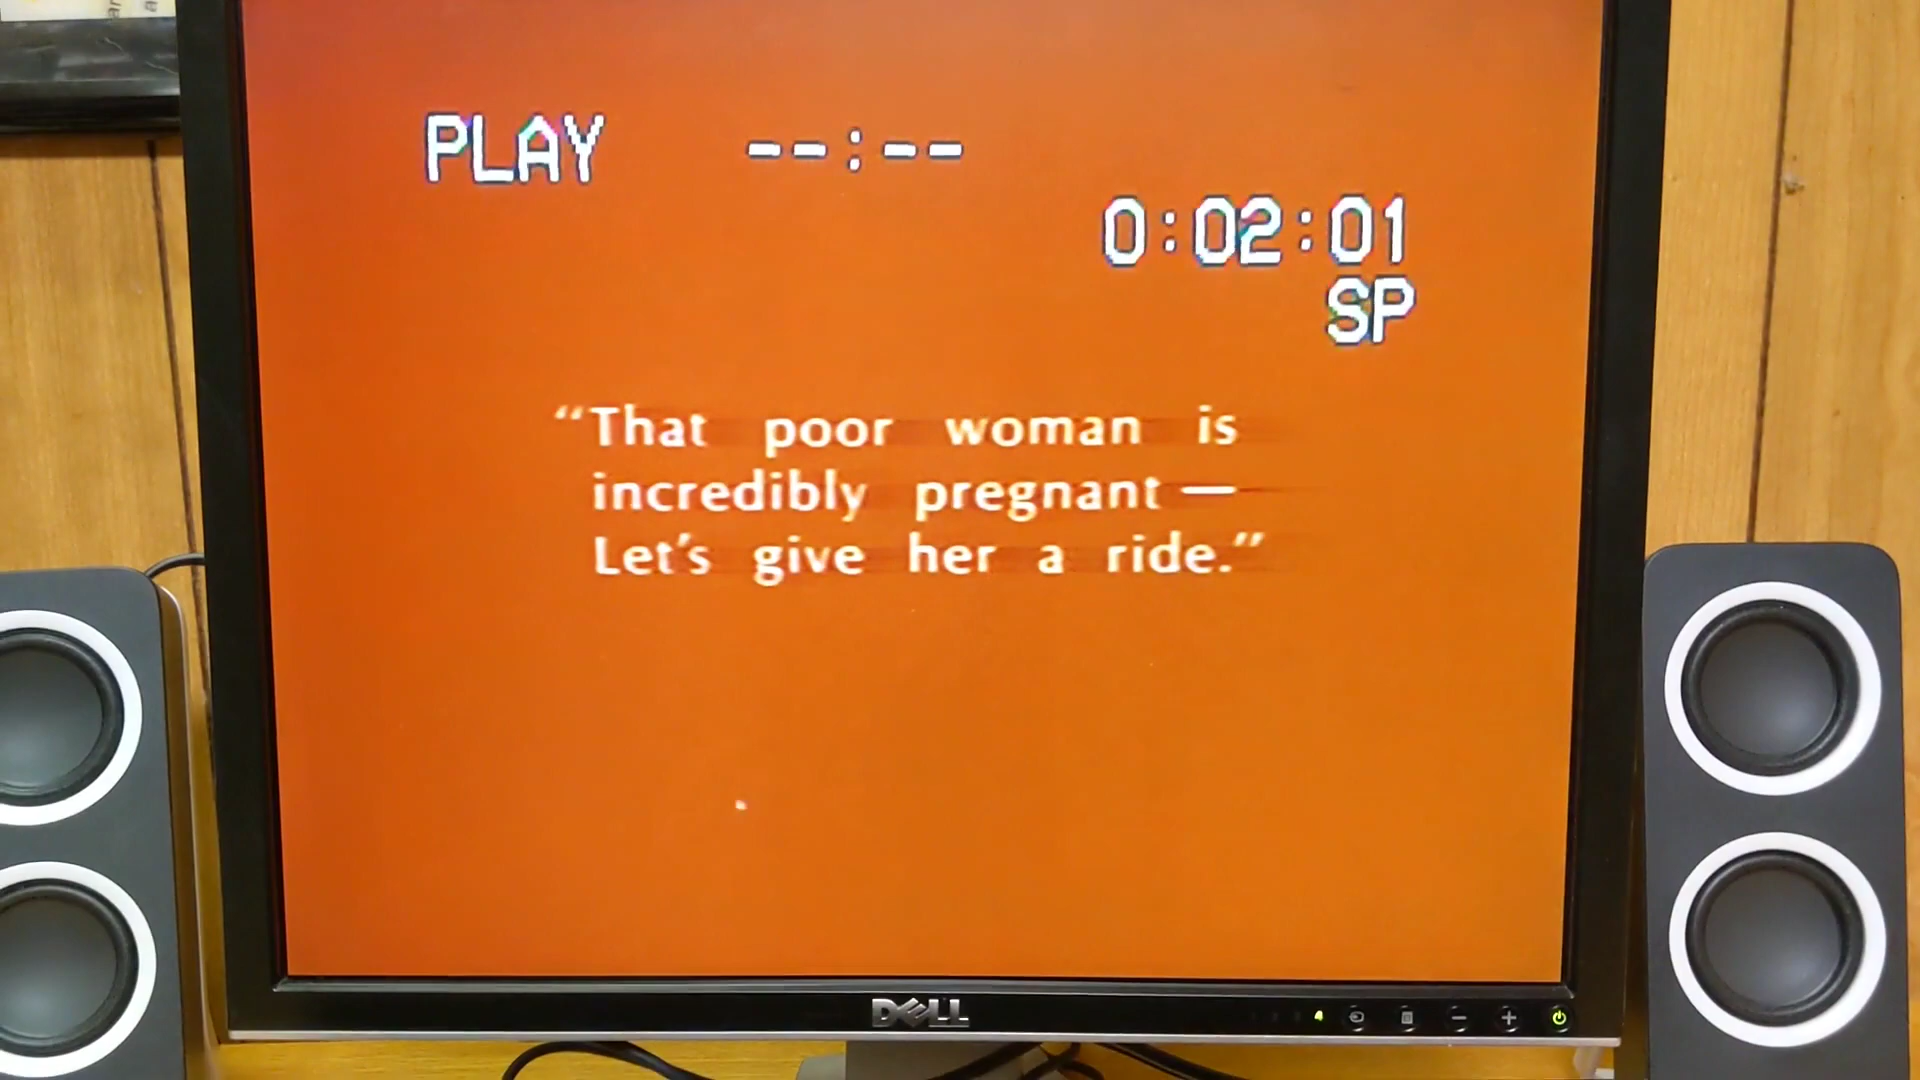 PLAY --:--
0:02:01
SP
“That poor woman is
incredibly pregnant —
Let’s give her a ride.”
DELL